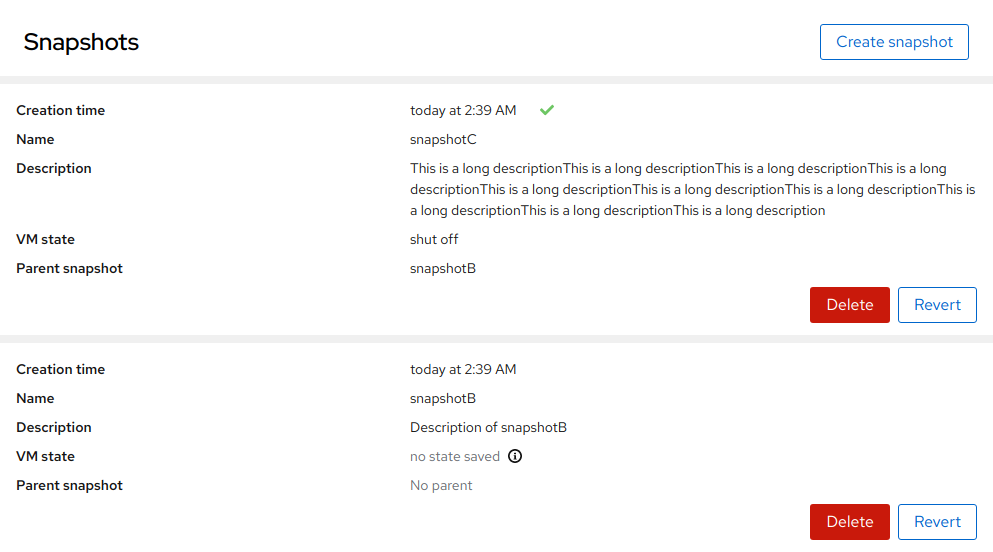 Snapshots
Create snapshot
Creation time today at 2:39 AM
Name snapshotC
Description This is a long descriptionThis is a long descriptionThis is a long descriptionThis is a long
descriptionThis is a long descriptionThis is a long descriptionThis is a long descriptionThis is
a long descriptionThis is a long descriptionThis is a long description
VM state shut off
Parent snapshot snapshotB
Delete Revert
Creation time today at 2:39 AM
Name snapshotB
Description Description of snapshotB
VM state no state saved
Parent snapshot No parent
Delete Revert